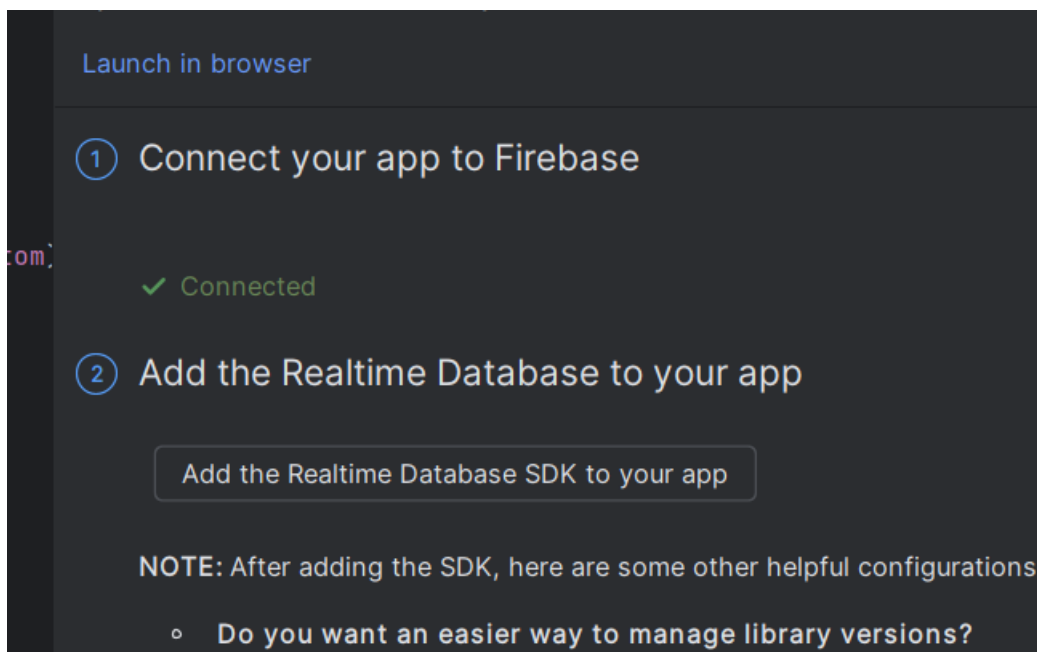 Launch in browser
1 Connect your app to Firebase
tom)
Connected
2 Add the Realtime Database to your app
Add the Realtime Database SDK to your app
NOTE: After adding the SDK, here are some other helpful configurations
Do you want an easier way to manage library versions?